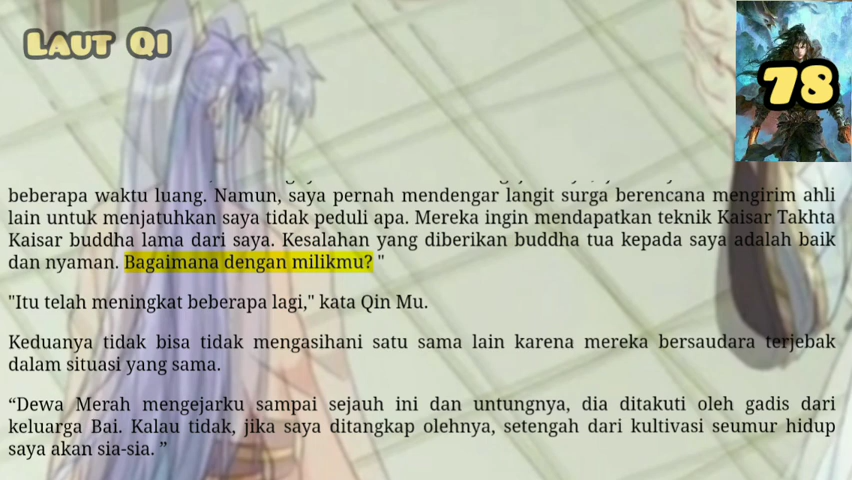 LAUT QI
78
beberapa waktu luang. Namun, saya pernah mendengar langit surga berencana mengirim ahli
lain untuk menjatuhkan saya tidak peduli apa. Mereka ingin mendapatkan teknik Kaisar Takhta
Kaisar buddha lama dari saya. Kesalahan yang diberikan buddha tua kepada saya adalah baik
dan nyaman. Bagaimana dengan milikmu? "
"Itu telah meningkat beberapa lagi," kata Qin Mu.
Keduanya tidak bisa tidak mengasihani satu sama lain karena mereka bersaudara terjebak
dalam situasi yang sama.
“Dewa Merah mengejarku sampai sejauh ini dan untungnya, dia ditakuti oleh gadis dari
keluarga Bai. Kalau tidak, jika saya ditangkap olehnya, setengah dari kultivasi seumur hidup
saya akan sia-sia. ”